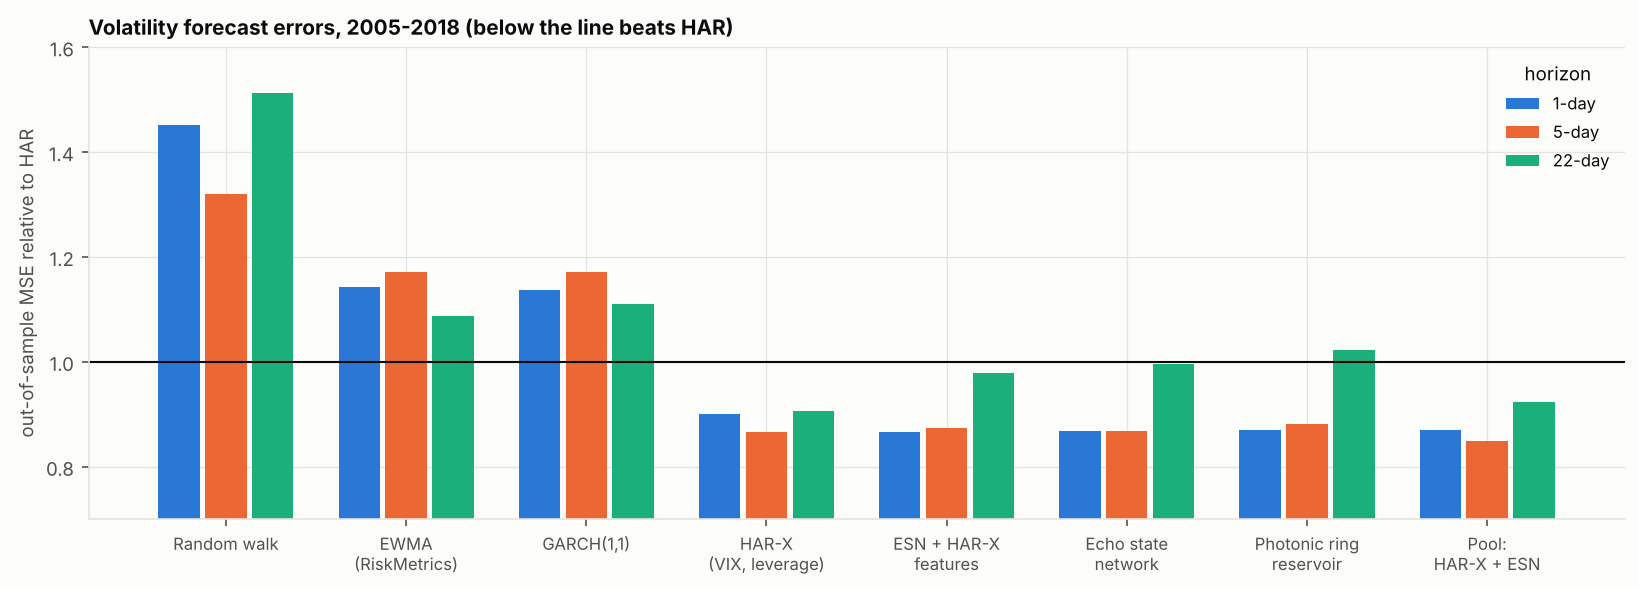 Volatility forecast errors, 2005-2018 (below the line beats HAR)
out-of-sample MSE relative to HAR
1.6
1.4
1.2
1.0
0.8
horizon
1-day
5-day
22-day
Random walk
EWMA
(RiskMetrics)
GARCH(1,1)
HAR-X
(VIX, leverage)
ESN + HAR-X
features
Echo state
network
Photonic ring
reservoir
Pool:
HAR-X + ESN